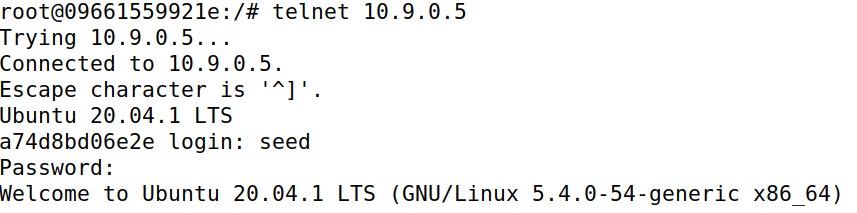 root@09661559921e:/# telnet 10.9.0.5
Trying 10.9.0.5...
Connected to 10.9.0.5.
Escape character is '^]'.
Ubuntu 20.04.1 LTS
a74d8bd06e2e login: seed
Password:
Welcome to Ubuntu 20.04.1 LTS (GNU/Linux 5.4.0-54-generic x86_64)